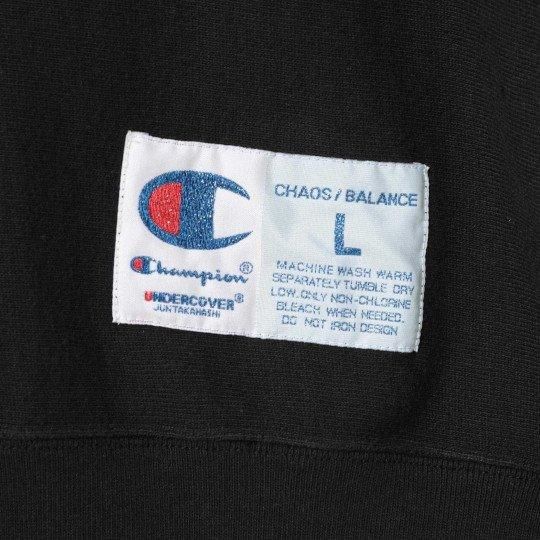 Champion®
UNDERCOVER®
JUNTAKAHASHI
CHAOS / BALANCE
L
MACHINE WASH WARM
SEPARATELY TUMBLE DRY
LOW. ONLY NON-CHLORINE
BLEACH WHEN NEEDED.
DO NOT IRON DESIGN